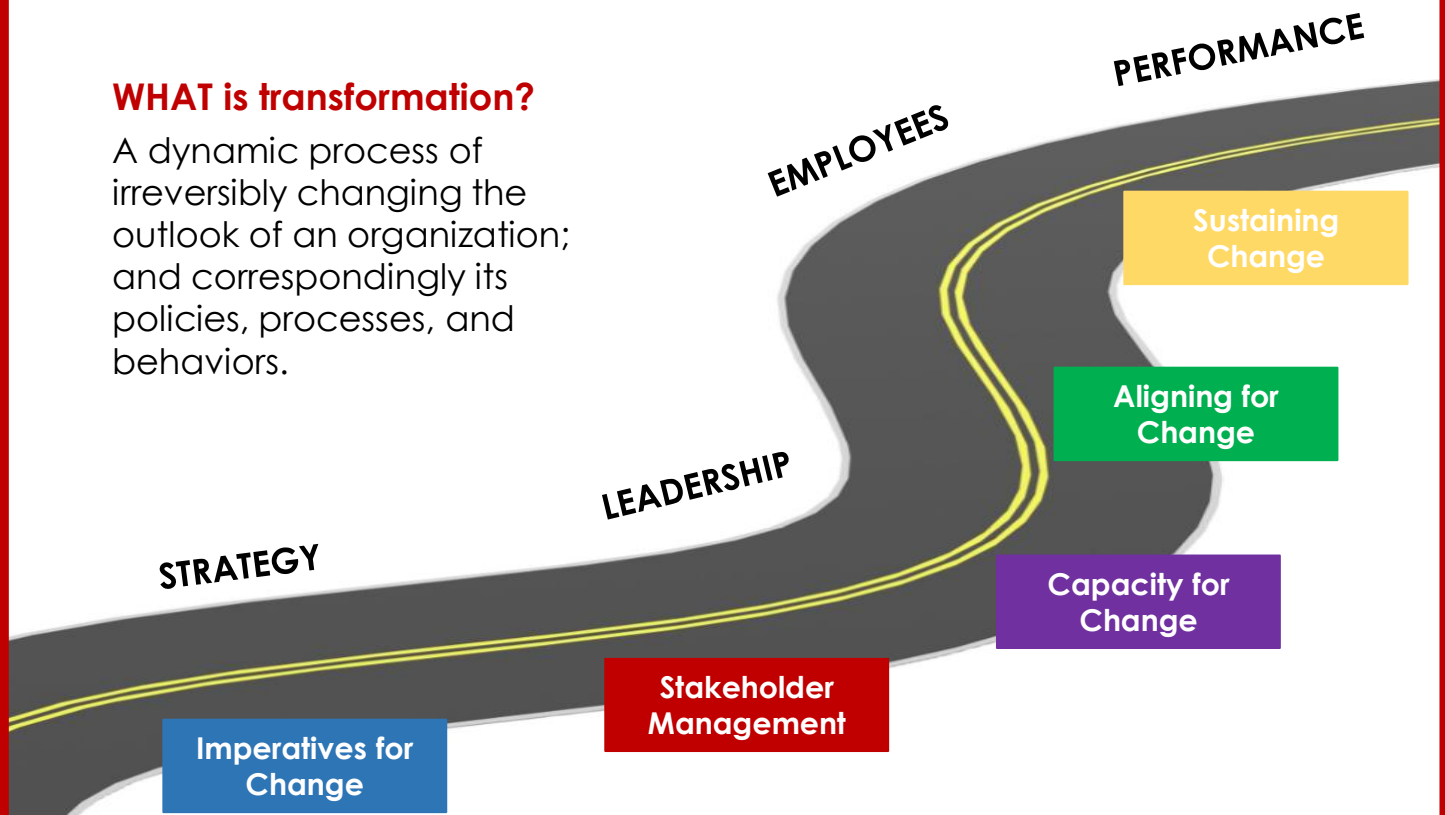 WHAT is transformation?
A dynamic process of
irreversibly changing the
outlook of an organization;
and correspondingly its
policies, processes, and
behaviors.
STRATEGY
LEADERSHIP
EMPLOYEES
PERFORMANCE
Imperatives for
Change
Stakeholder
Management
Capacity for
Change
Aligning for
Change
Sustaining
Change